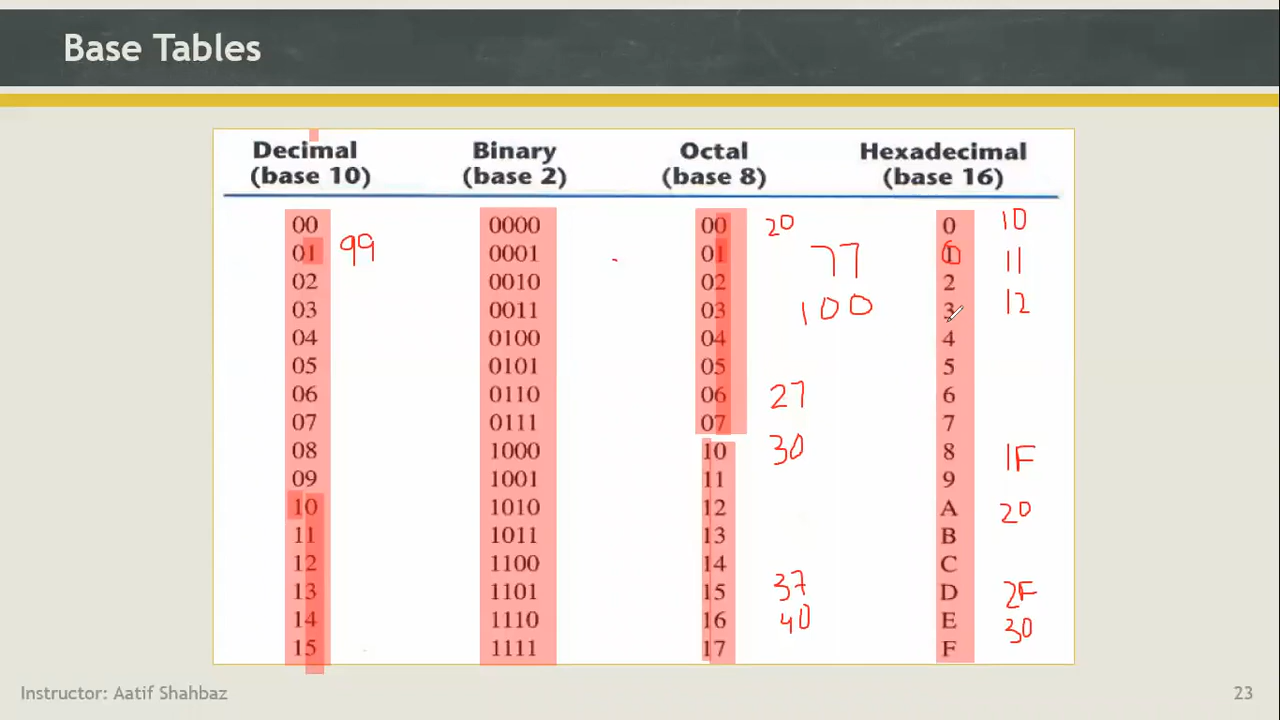 Base Tables
Decimal Binary Octal Hexadecimal
(base 10) (base 2) (base 8) (base 16)
00 0000 00 20 0 10
01 99 0001 01 77 1 11
02 0010 02 2
03 0011 03 100 3 12
04 0100 04 4
05 0101 05 5
06 0110 06 27 6
07 0111 07 7
08 1000 10 30 8 1F
09 1001 11 9
10 1010 12 A 20
11 1011 13 B
12 1100 14 C
13 1101 15 37 D 2F
14 1110 16 40 E 30
15 1111 17 F
Instructor: Aatif Shahbaz 23